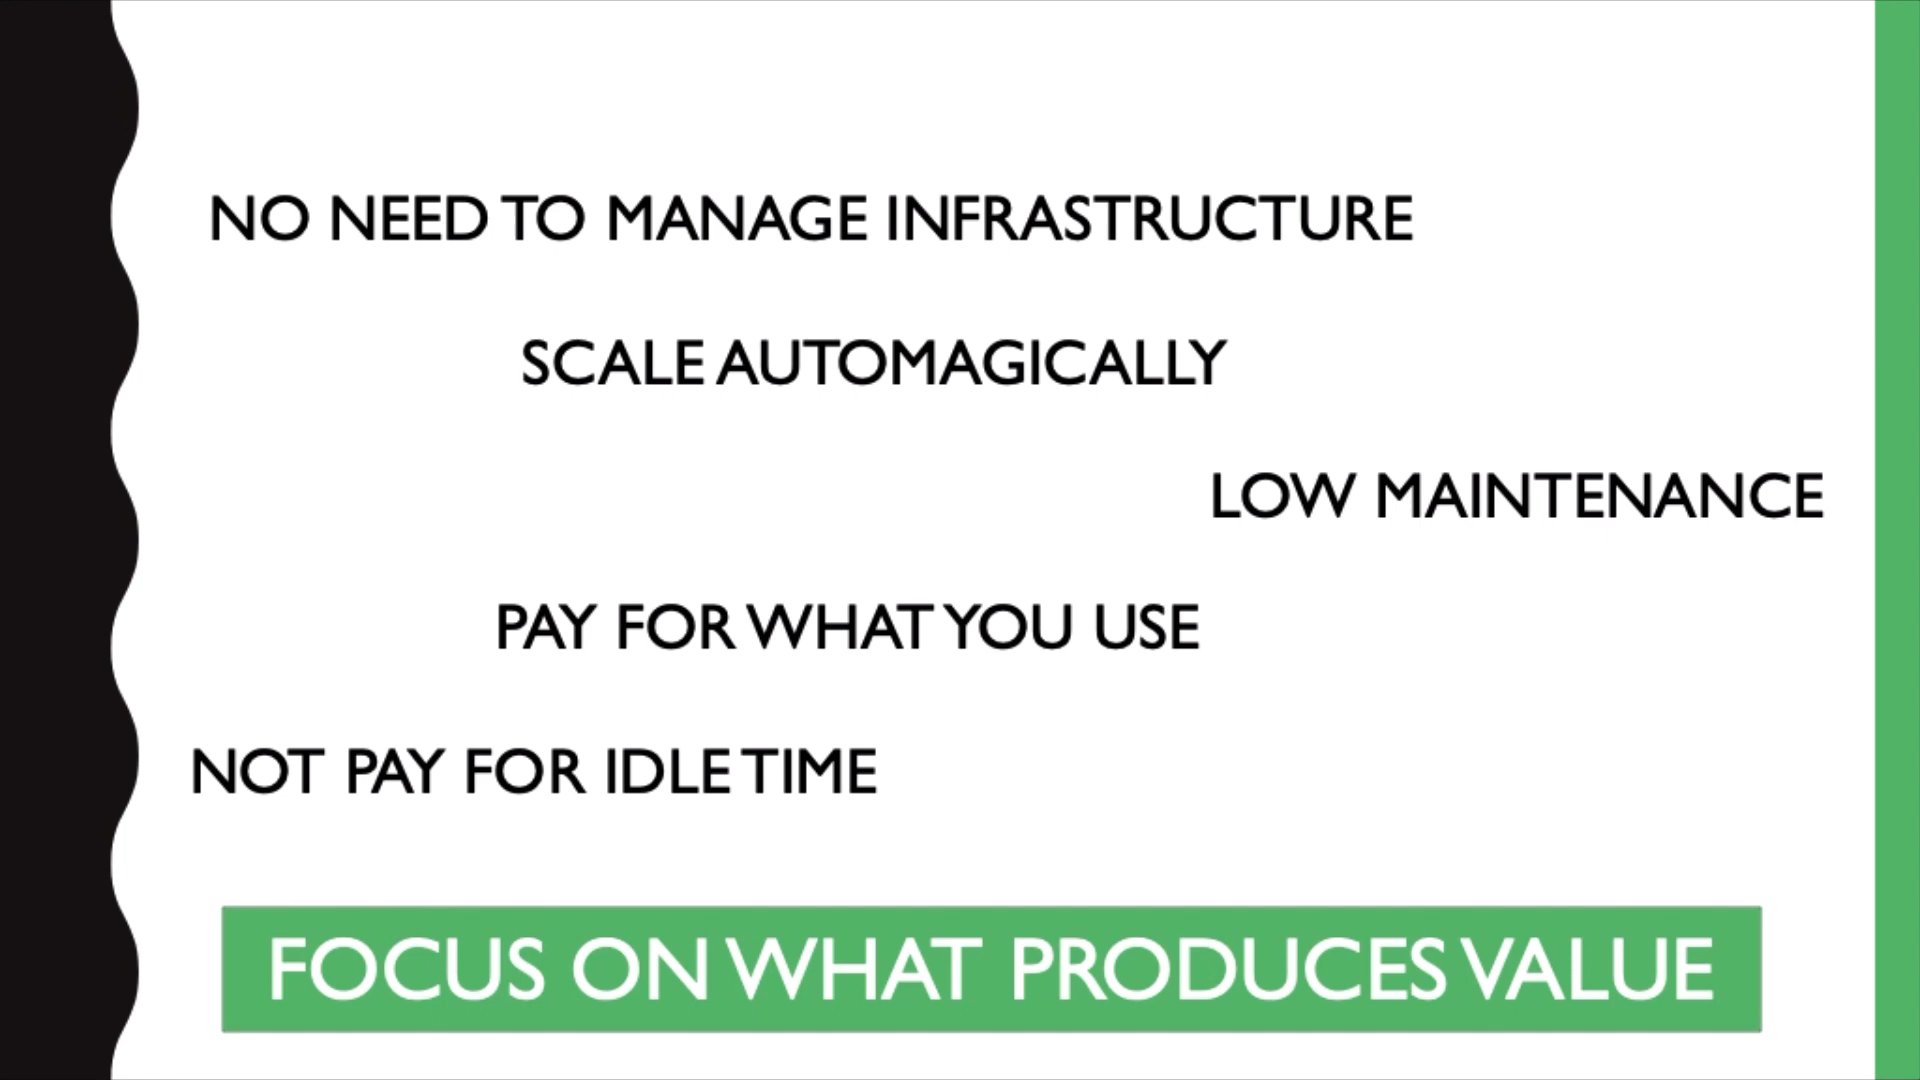 NO NEED TO MANAGE INFRASTRUCTURE
SCALE AUTOMAGICALLY
LOW MAINTENANCE
PAY FOR WHAT YOU USE
NOT PAY FOR IDLE TIME
FOCUS ON WHAT PRODUCES VALUE